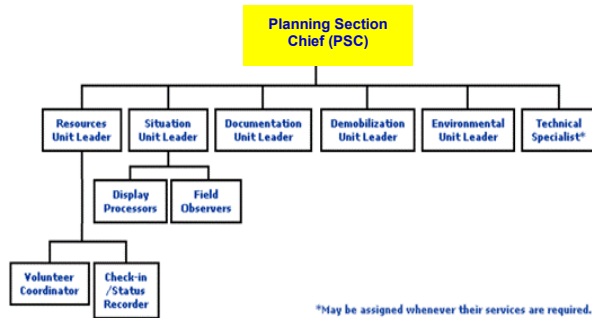 Planning Section
Chief (PSC)
Resources
Unit Leader
Situation
Unit Leader
Documentation
Unit Leader
Demobilization
Unit Leader
Environmental
Unit Leader
Technical
Specialist*
Display
Processors
Field
Observers
Volunteer
Coordinator
Check-in
/Status
Recorder
*May be assigned whenever their services are required.